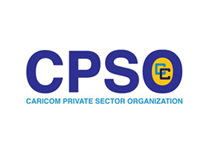 CPSO
CARICOM PRIVATE SECTOR ORGANIZATION